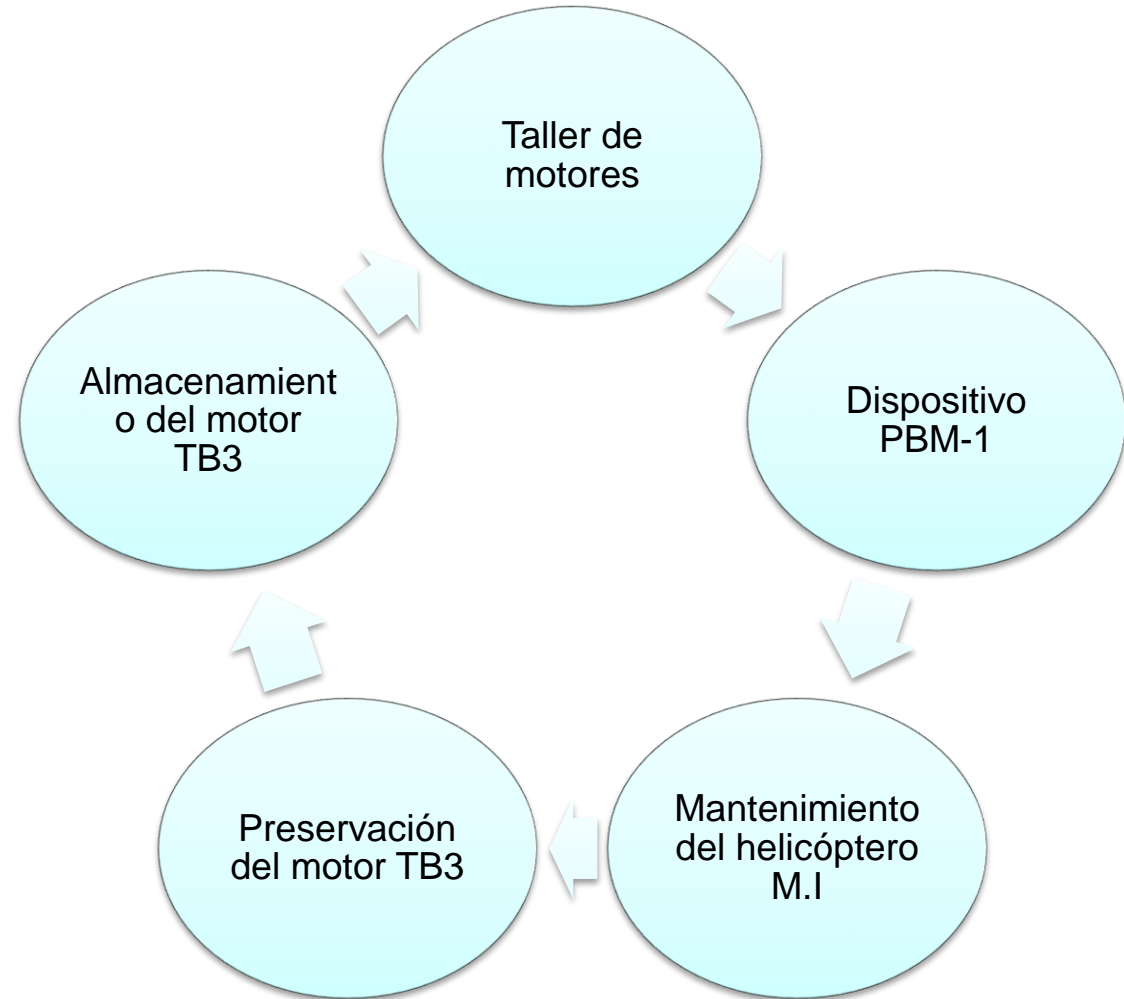 Taller de
motores
Dispositivo
PBM-1
Mantenimiento
del helicóptero
M.I
Preservación
del motor TB3
Almacenamient
o del motor
TB3